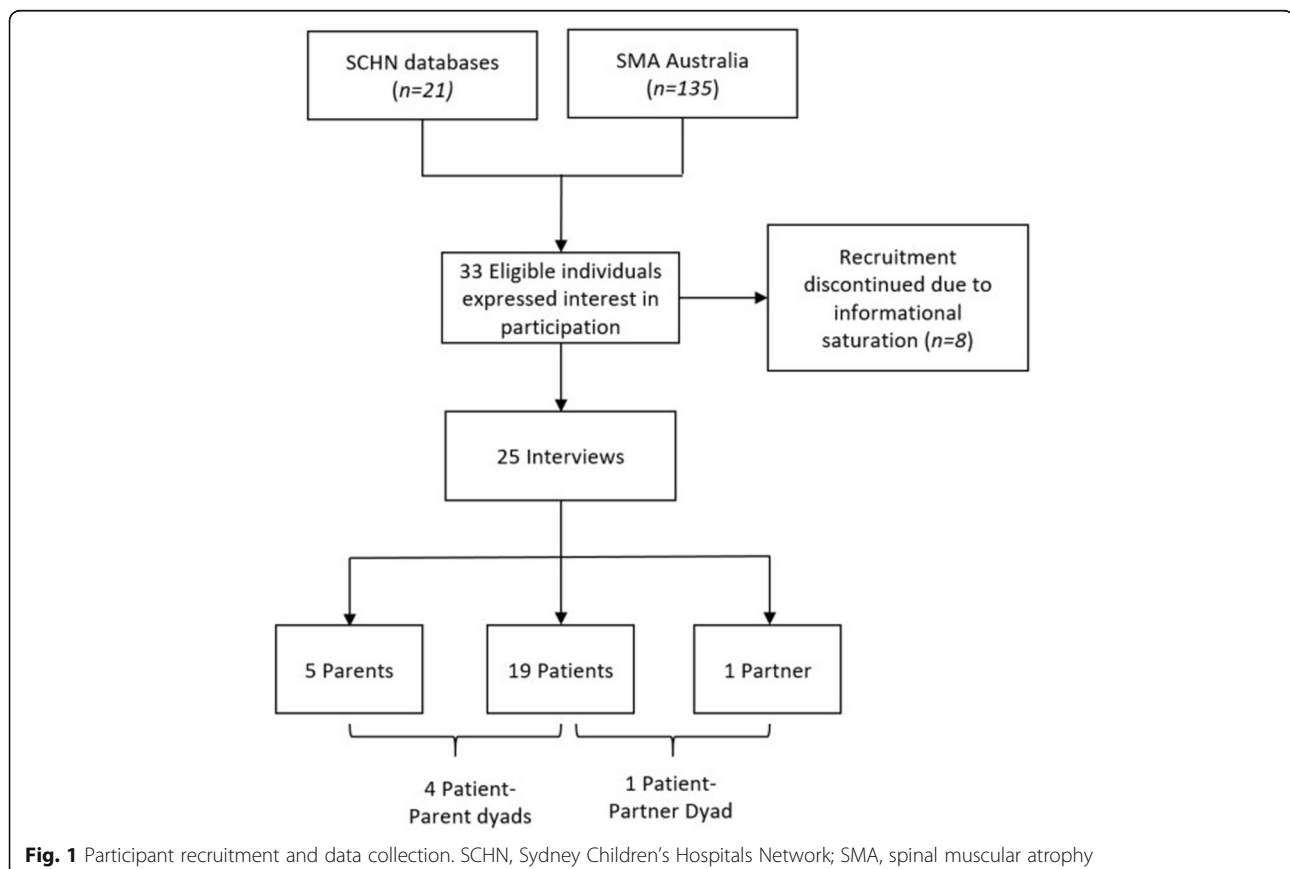 SCHN databases
(n=21)
SMA Australia
(n=135)
33 Eligible individuals
expressed interest in
participation
Recruitment
discontinued due to
informational
saturation (n=8)
25 Interviews
5 Parents
19 Patients
1 Partner
4 Patient-
Parent dyads
1 Patient-
Partner Dyad
Fig. 1 Participant recruitment and data collection. SCHN, Sydney Children's Hospitals Network; SMA, spinal muscular atrophy